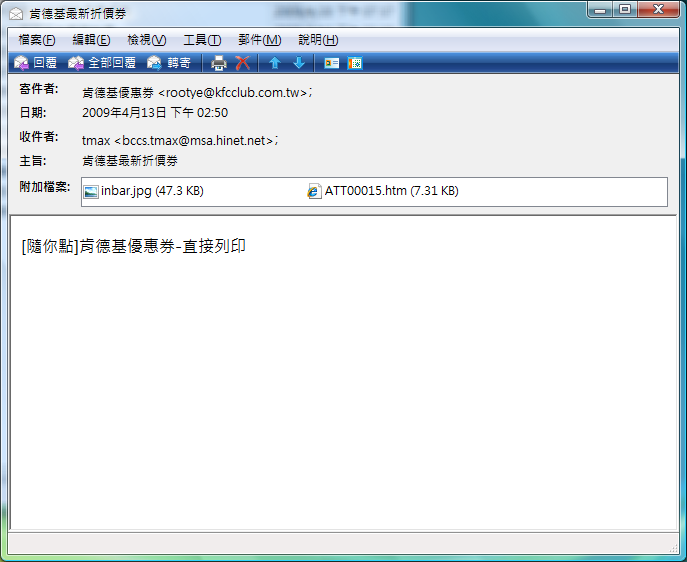 肯德基最新折價券
檔案(F) 編輯(E) 檢視(V) 工具(T) 郵件(M) 說明(H)
回覆 全部回覆 轉寄
寄件者: 肯德基優惠券 <rootye@kfcclub.com.tw>;
日期: 2009年4月13日 下午 02:50
收件者: tmax <bccs.tmax@msa.hinet.net>;
主旨: 肯德基最新折價券
附加檔案: inbar.jpg (47.3 KB) ATT00015.htm (7.31 KB)
[隨你點]肯德基優惠券-直接列印